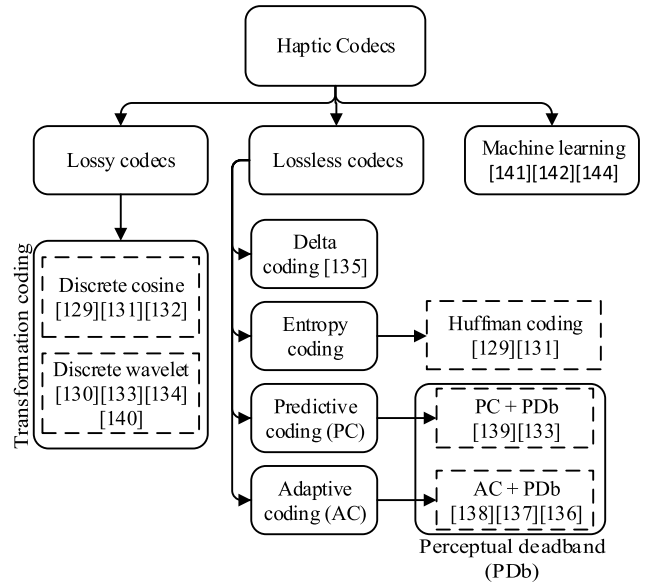 Haptic Codecs
Lossy codecs
Lossless codecs
Machine learning
[141][142][144]
Transformation coding
Discrete cosine
[129][131][132]
Discrete wavelet
[130][133][134]
[140]
Delta
coding [135]
Entropy
coding
Huffman coding
[129][131]
Predictive
coding (PC)
PC + PDb
[139][133]
Adaptive
coding (AC)
AC + PDb
[138][137][136]
Perceptual deadband
(PDb)